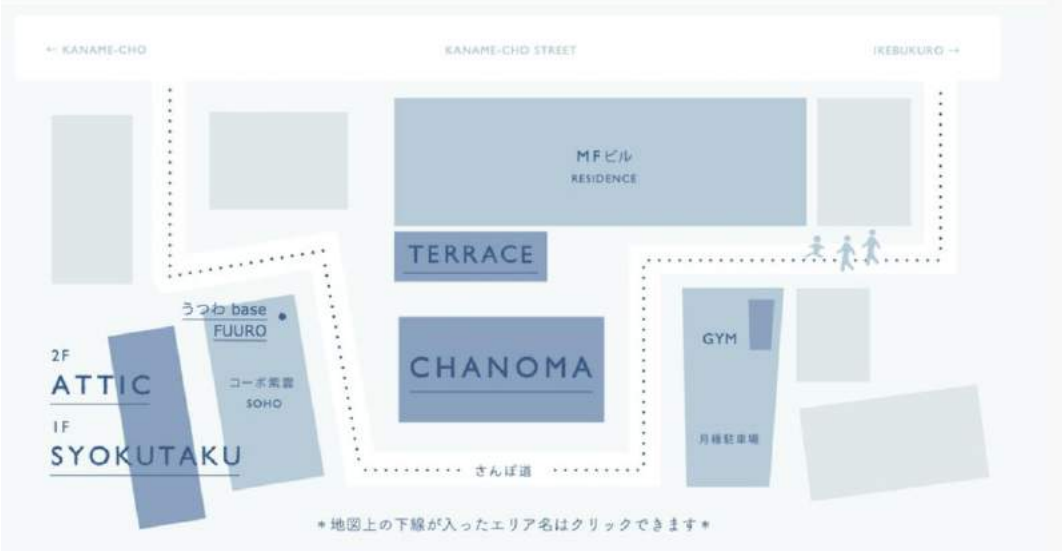 ← KANAME-CHO
KANAME-CHO STREET
IKEBUKURO →
MFビル
RESIDENCE
TERRACE
うつわ base
FUURO
CHANOMA
GYM
2F
ATTIC
コーポ紫雲
SOHO
1F
SYOKUTAKU
月極駐車場
さんぽ道
*地図上の下線が入ったエリア名はクリックできます*